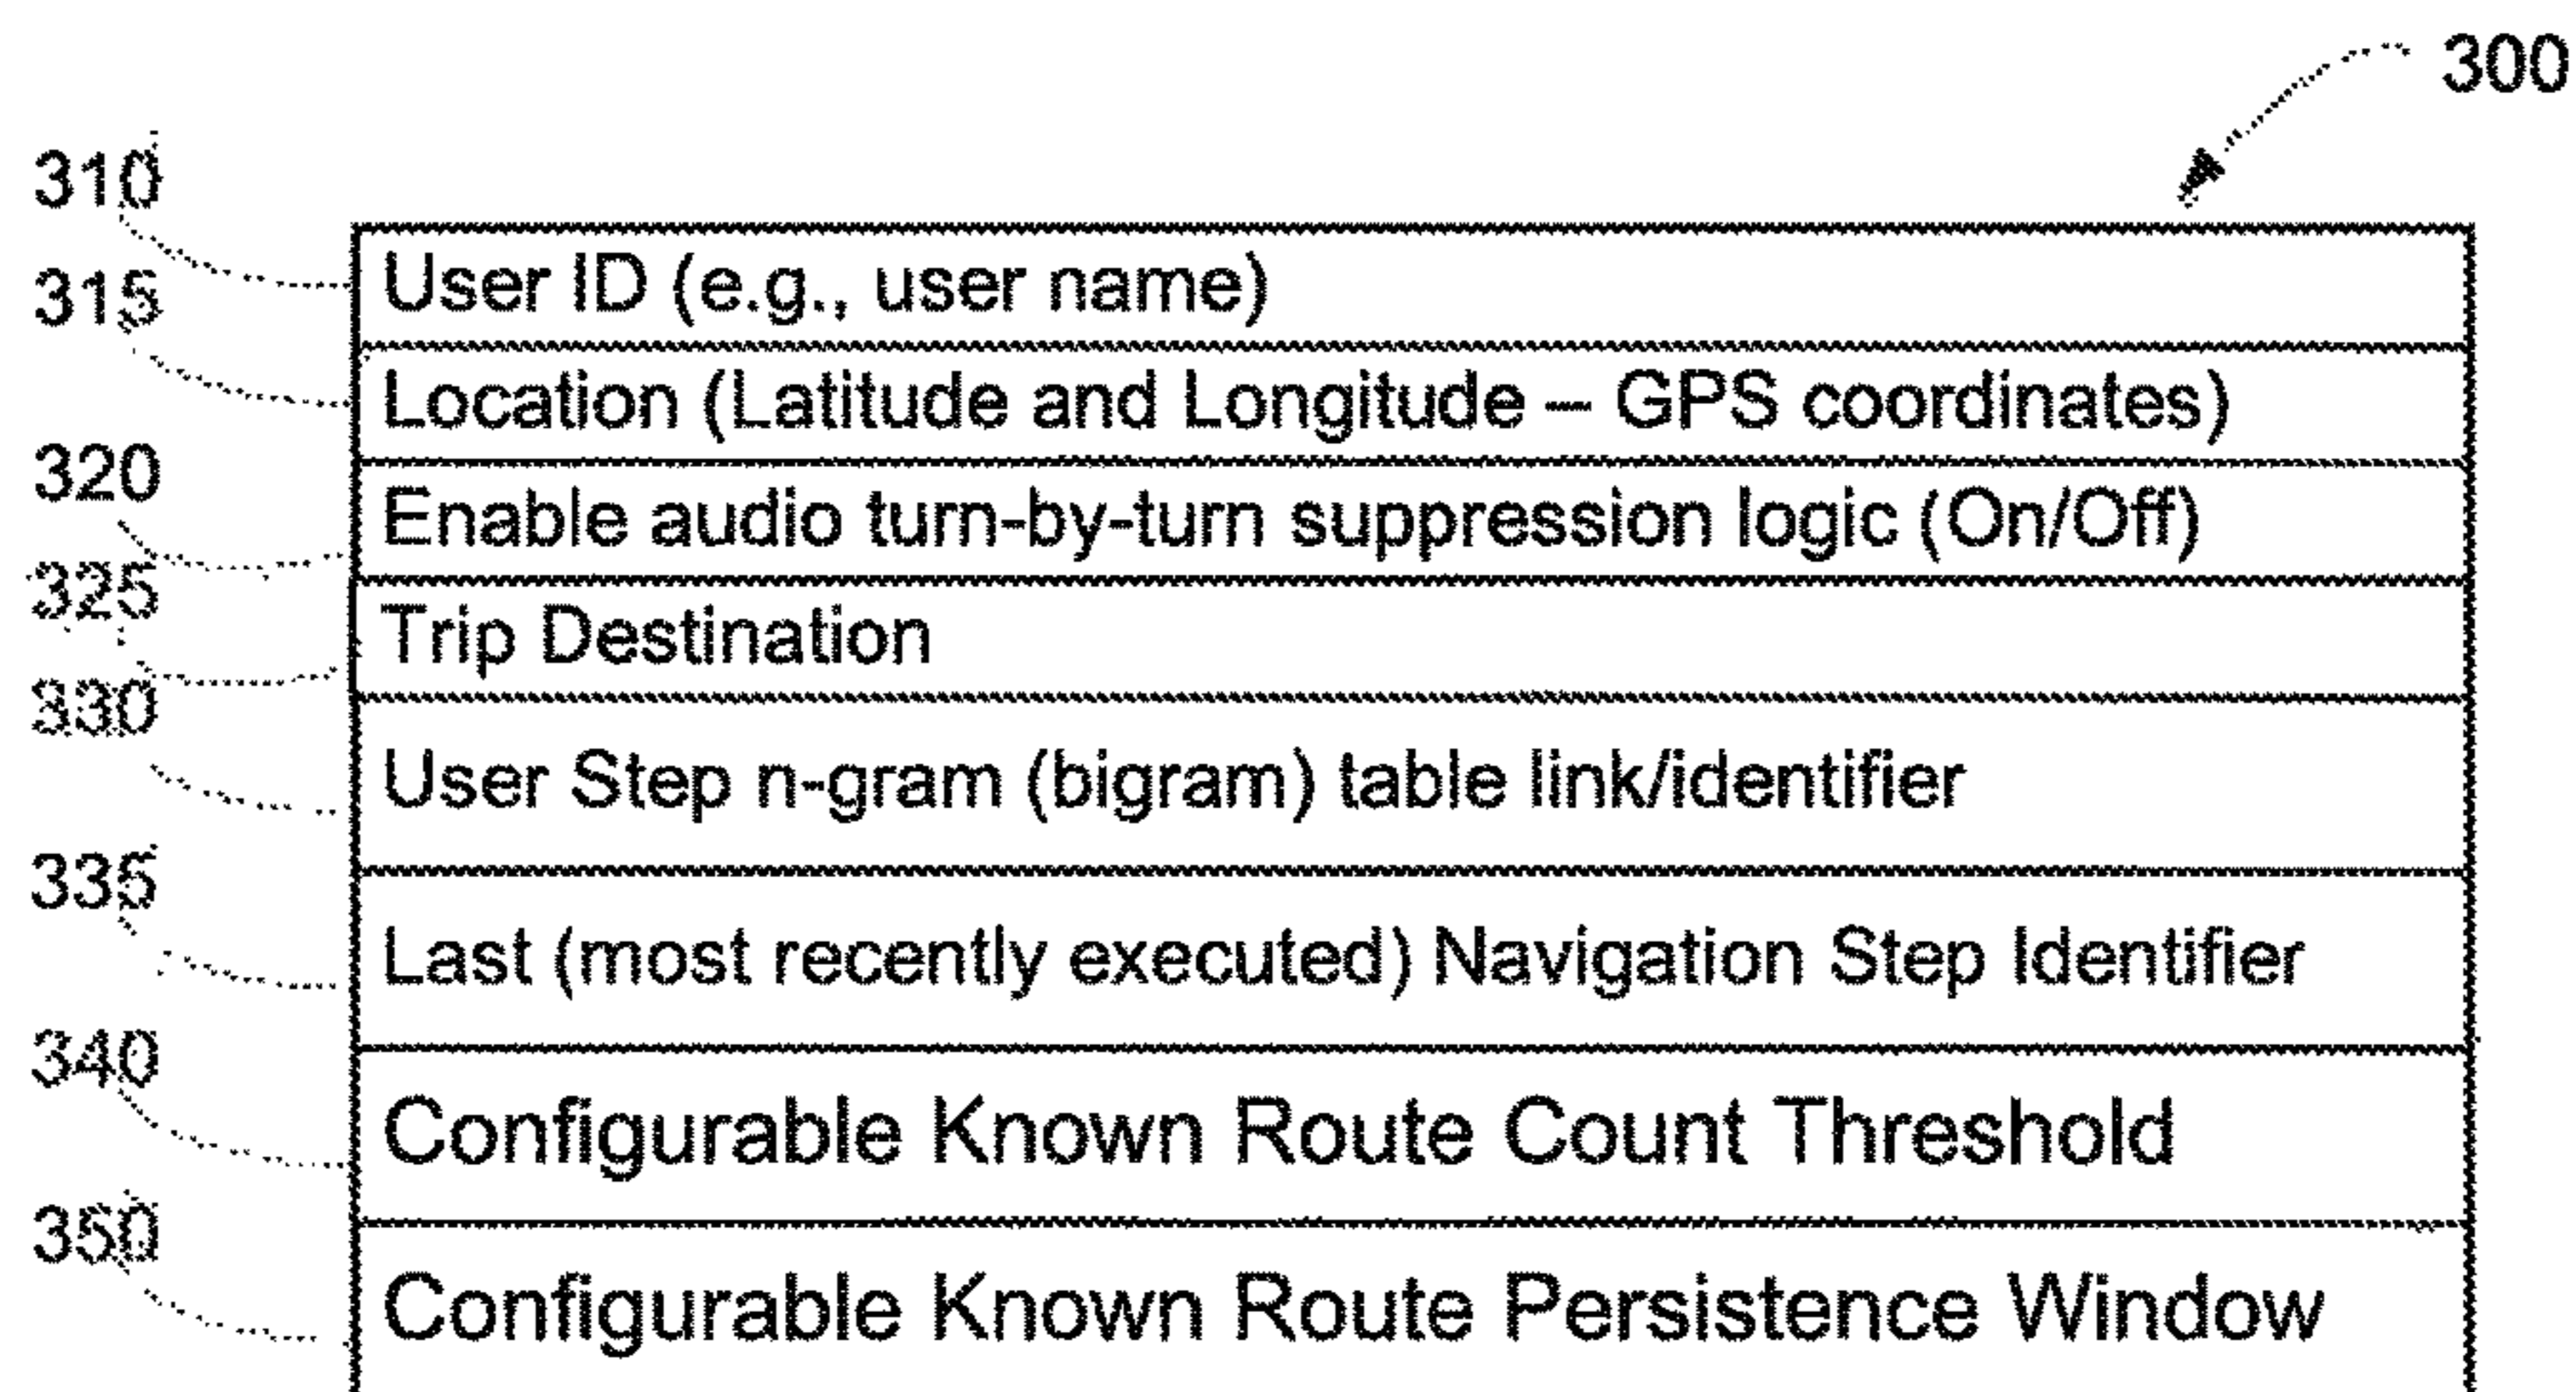 300
310
User ID (e.g., user name)
315
Location (Latitude and Longitude – GPS coordinates)
320
Enable audio turn-by-turn suppression logic (On/Off)
325
Trip Destination
330
User Step n-gram (bigram) table link/identifier
335
Last (most recently executed) Navigation Step Identifier
340
Configurable Known Route Count Threshold
350
Configurable Known Route Persistence Window